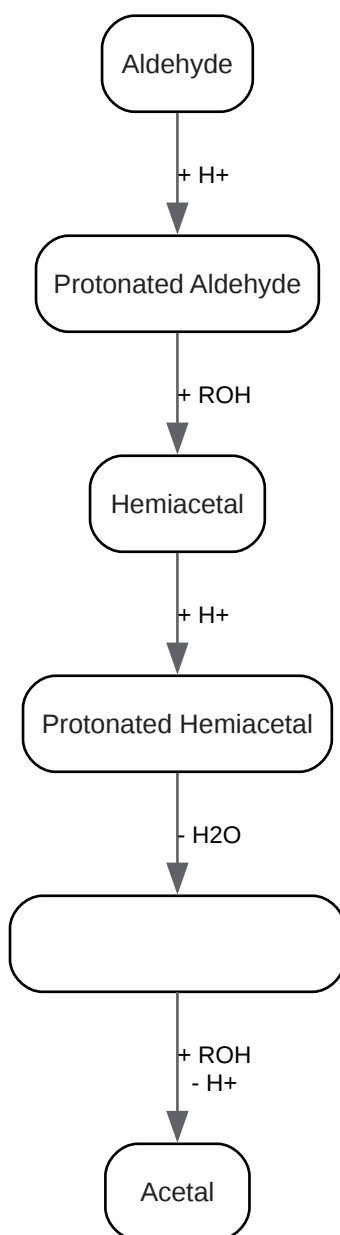 Aldehyde
+ H+
Protonated Aldehyde
+ ROH
Hemiacetal
+ H+
Protonated Hemiacetal
- H2O
+ ROH
- H+
Acetal